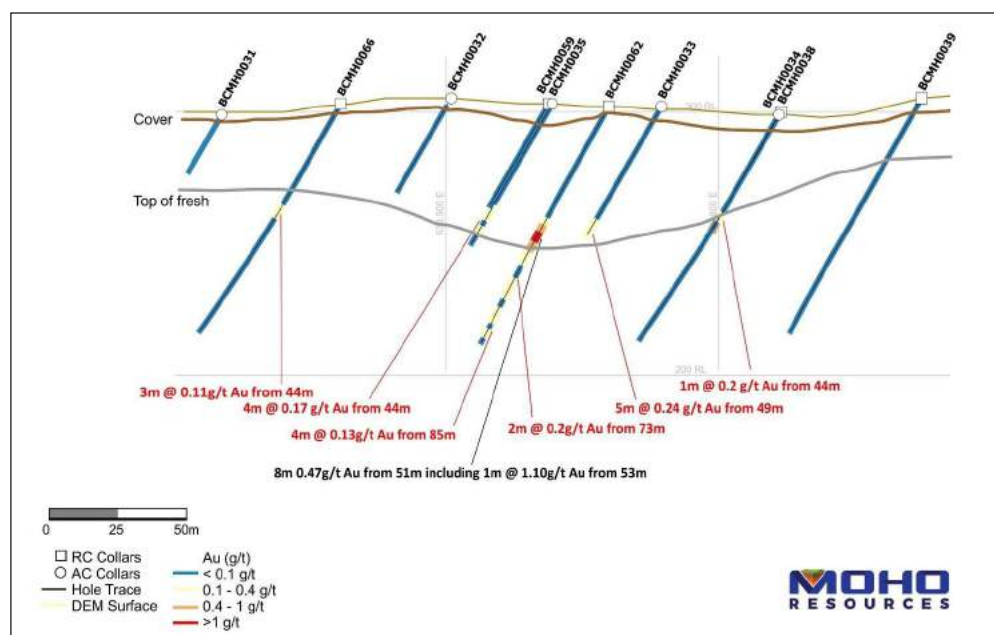 BCMH0031
BCMH0066
BCMH0032
BCMH0059
BCMH0035
BCMH0062
BCMH0033
BCMH0034
BCMH0038
BCMH0039
Cover
Top of fresh
200 RL
3m @ 0.11g/t Au from 44m
4m @ 0.17 g/t Au from 44m
4m @ 0.13g/t Au from 85m
2m @ 0.2g/t Au from 73m
5m @ 0.24 g/t Au from 49m
1m @ 0.2 g/t Au from 44m
8m 0.47g/t Au from 51m including 1m @ 1.10g/t Au from 53m
0 25 50m
RC Collars
AC Collars
Hole Trace
DEM Surface
Au (g/t)
< 0.1 g/t
0.1 - 0.4 g/t
0.4 - 1 g/t
>1 g/t
MOHO
RESOURCES